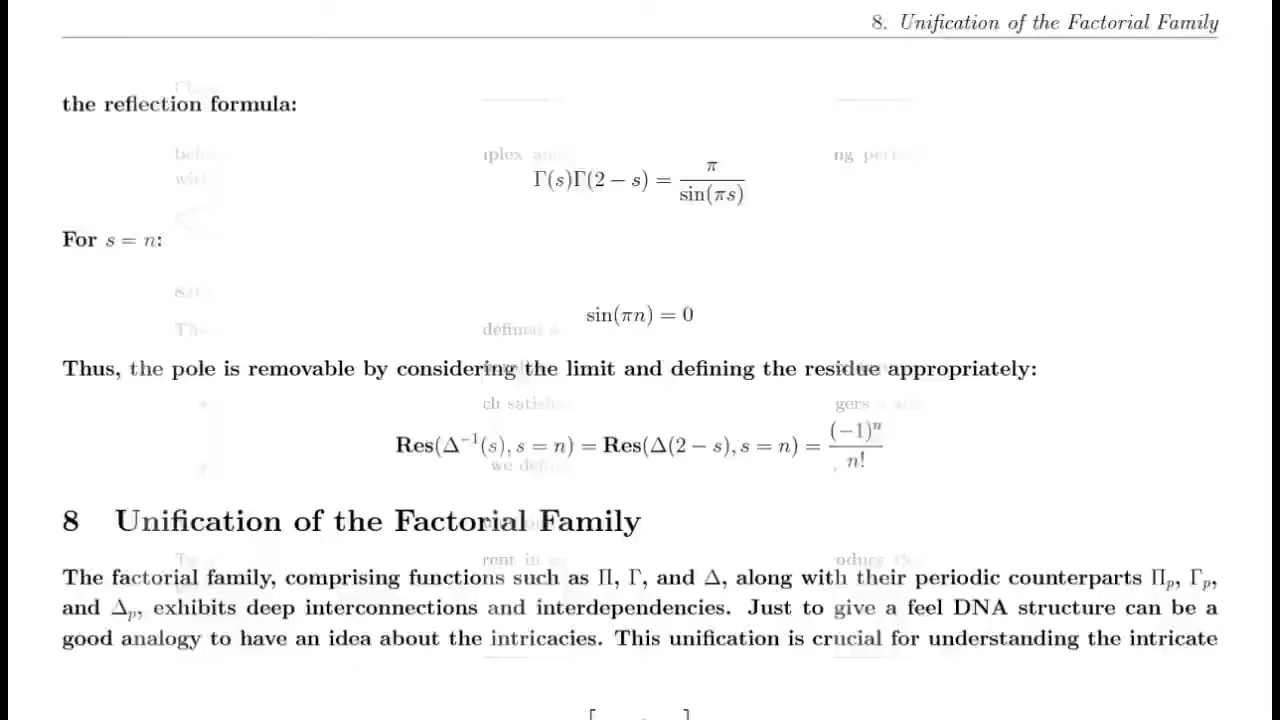 8. Unification of the Factorial Family
the reflection formula:
Γ(s)Γ(2 − s) = π / sin(πs)
For s = n:
sin(πn) = 0
Thus, the pole is removable by considering the limit and defining the residue appropriately:
Res(Δ⁻¹(s), s = n) = Res(Δ(2 − s), s = n) = (−1)ⁿ / n!
8 Unification of the Factorial Family
The factorial family, comprising functions such as Π, Γ, and Δ, along with their periodic counterparts Πₚ, Γₚ,
and Δₚ, exhibits deep interconnections and interdependencies. Just to give a feel DNA structure can be a
good analogy to have an idea about the intricacies. This unification is crucial for understanding the intricate